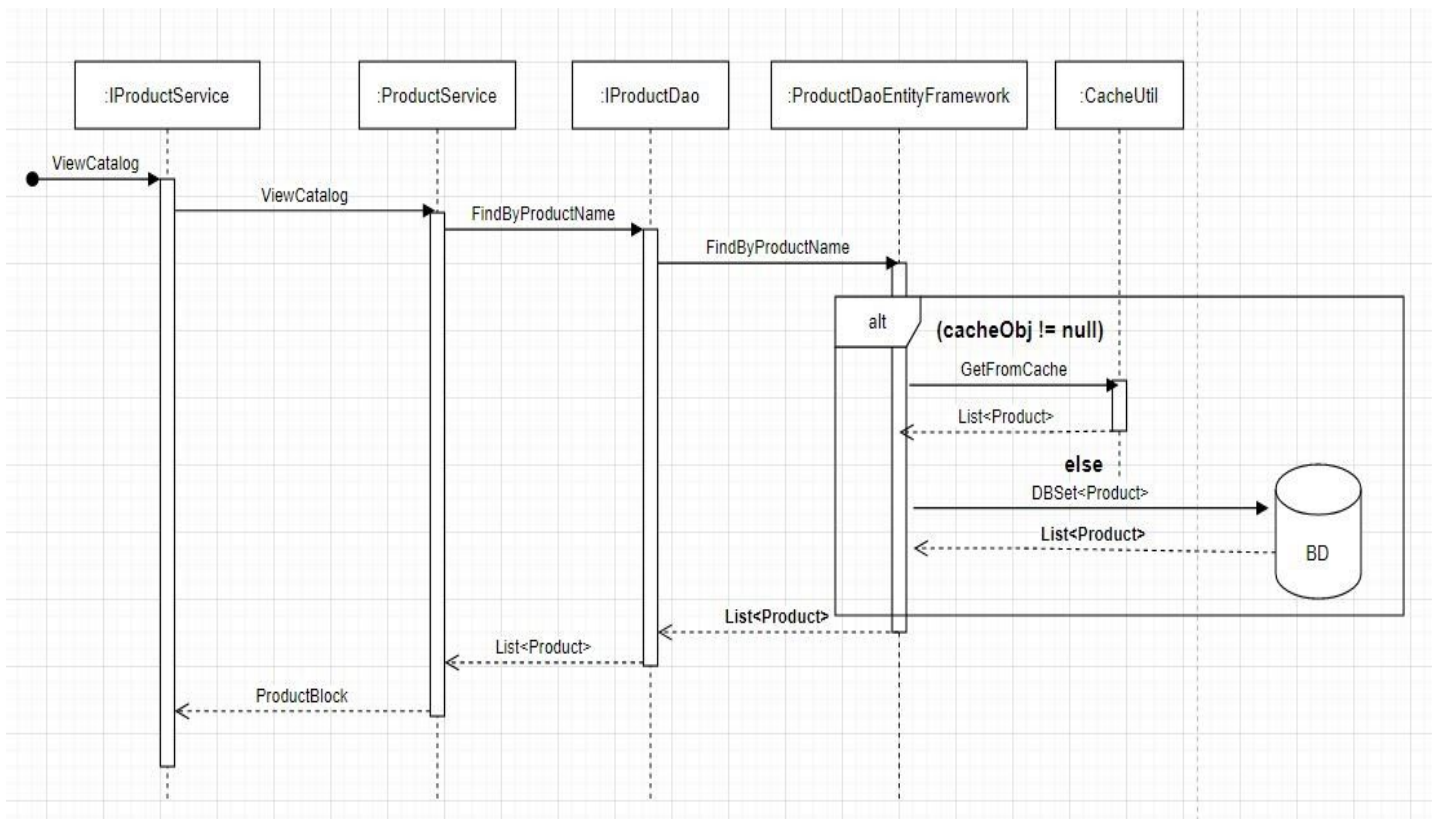 :IProductService
:ProductService
:IProductDao
:ProductDaoEntityFramework
:CacheUtil
ViewCatalog
ViewCatalog
FindByProductName
FindByProductName
alt
(cacheObj != null)
GetFromCache
List<Product>
else
DBSet<Product>
List<Product>
BD
List<Product>
List<Product>
ProductBlock